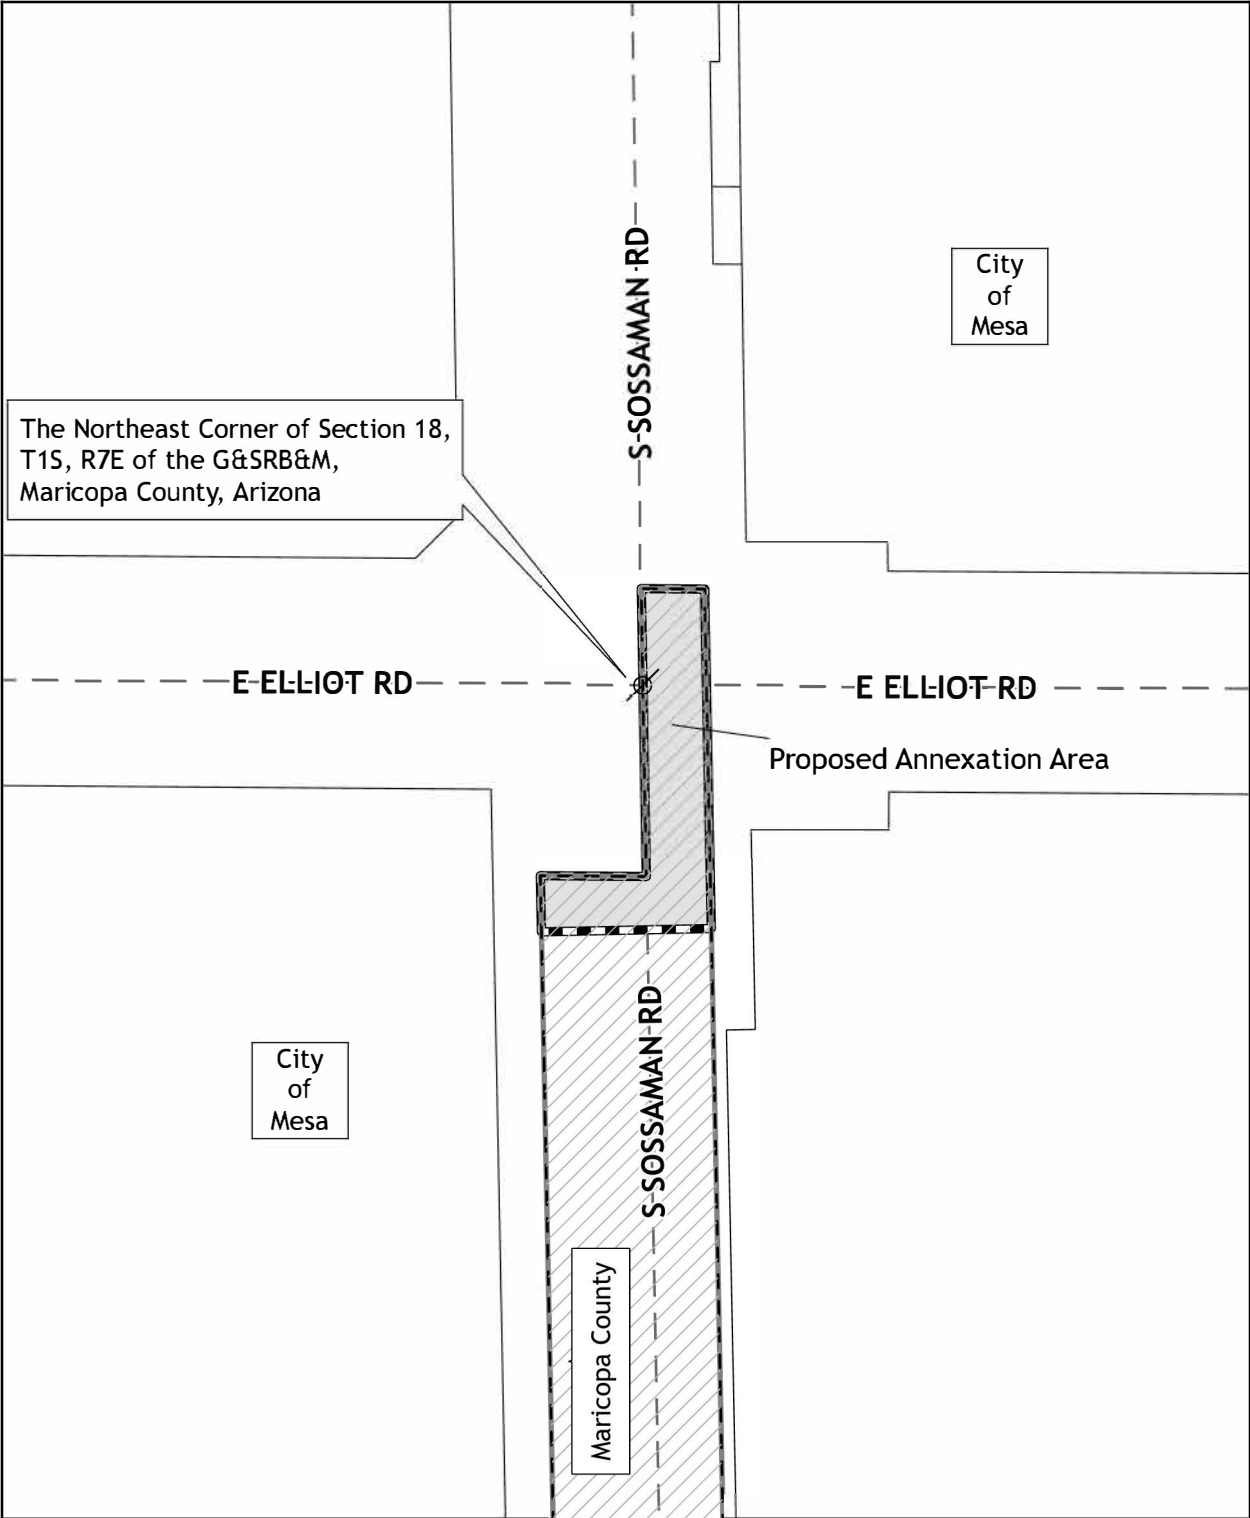 S SOSSAMAN RD
City
of
Mesa
The Northeast Corner of Section 18,
T1S, R7E of the G&SRB&M,
Maricopa County, Arizona
E ELLIOT RD
E ELLIOT RD
Proposed Annexation Area
S SOSSAMAN RD
City
of
Mesa
Maricopa County